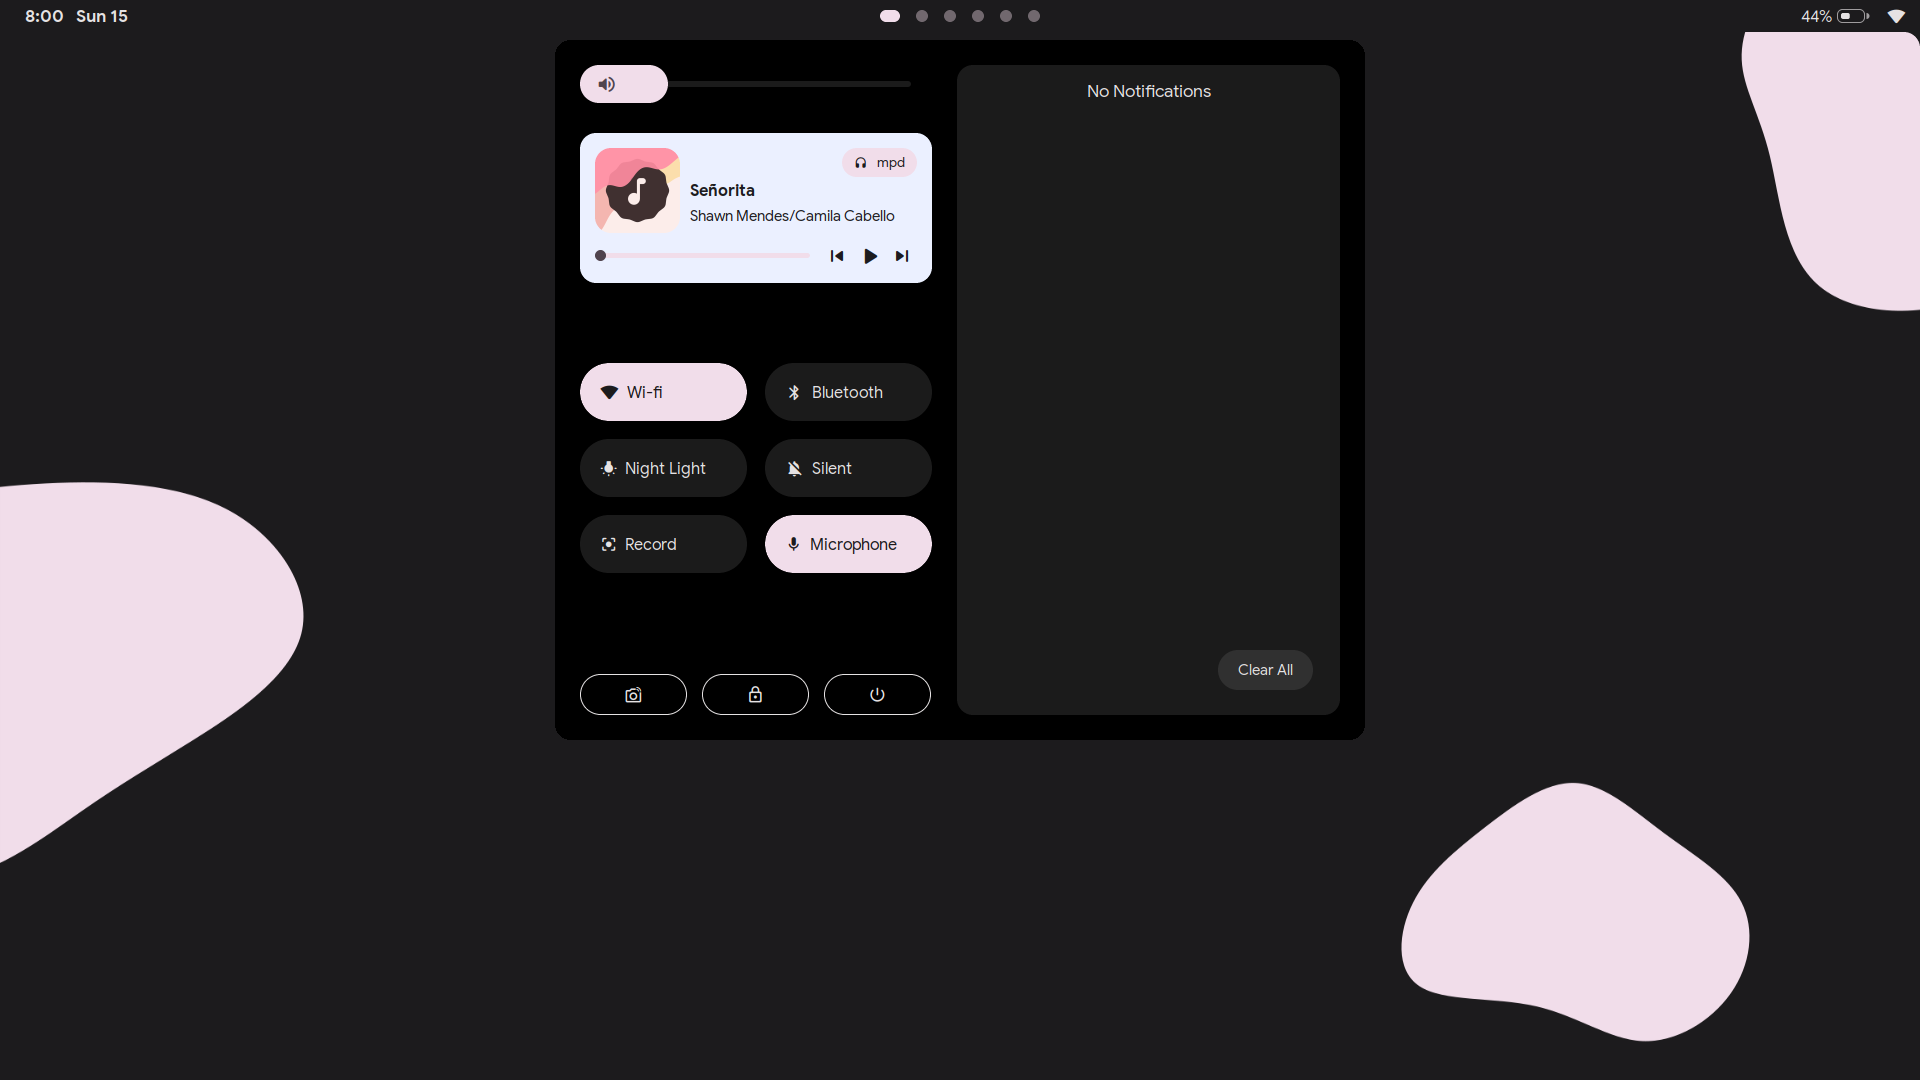 8:00 Sun 15
44%
No Notifications
mpd
Señorita
Shawn Mendes/Camila Cabello
Wi-fi
Bluetooth
Night Light
Silent
Record
Microphone
Clear All